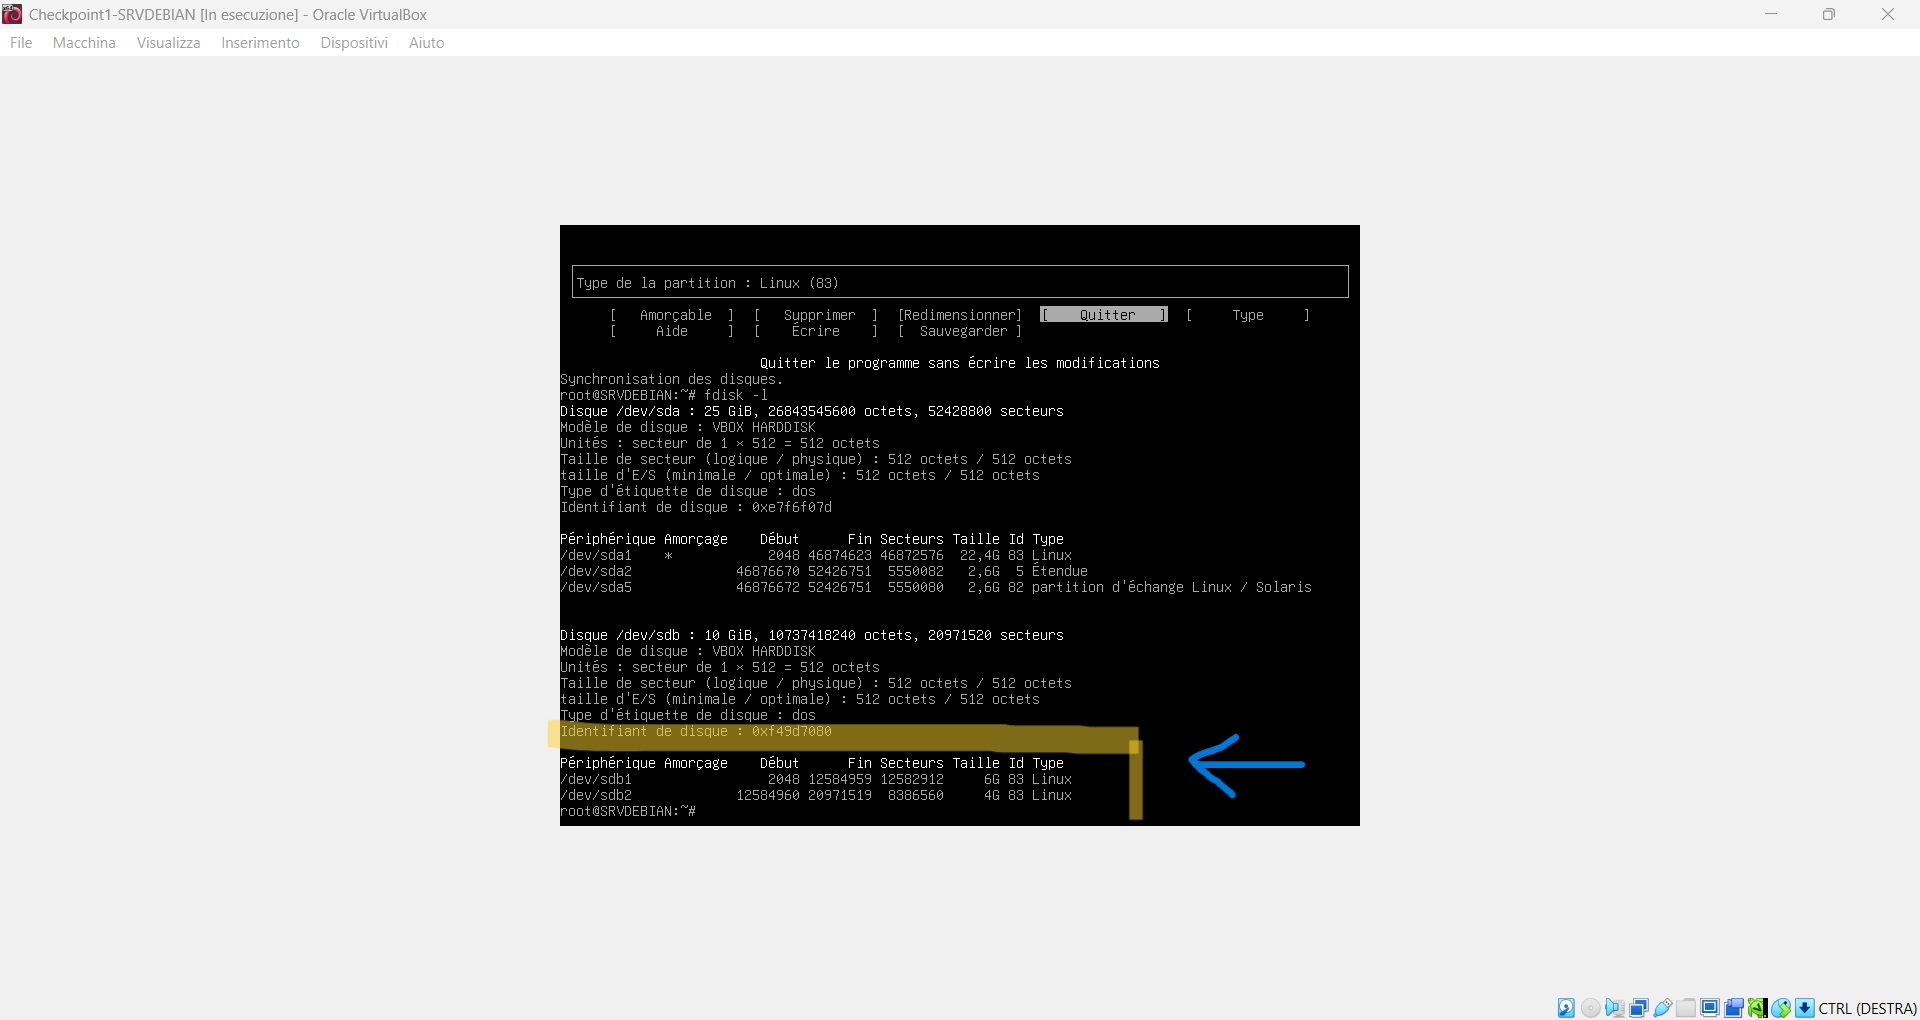 Checkpoint1-SRVDEBIAN [In esecuzione] - Oracle VirtualBox
File Macchina Visualizza Inserimento Dispositivi Aiuto
Type de la partition : Linux (83)
[ Amorçable ] [ Supprimer ] [Redimensionner] [ Quitter ] [ Type ]
[ Aide ] [ Écrire ] [ Sauvegarder ]
Quitter le programme sans écrire les modifications
Synchronisation des disques.
root@SRVDEBIAN:~# fdisk -l
Disque /dev/sda : 25 GiB, 26843545600 octets, 52428800 secteurs
Modèle de disque : VBOX HARDDISK
Unités : secteur de 1 × 512 = 512 octets
Taille de secteur (logique / physique) : 512 octets / 512 octets
taille d'E/S (minimale / optimale) : 512 octets / 512 octets
Type d'étiquette de disque : dos
Identifiant de disque : 0xe7f6f07d
Périphérique Amorçage Début Fin Secteurs Taille Id Type
/dev/sda1 * 2048 46874623 46872576 22,4G 83 Linux
/dev/sda2 46876670 52426751 5550082 2,6G 5 Étendue
/dev/sda5 46876672 52426751 5550080 2,6G 82 partition d'échange Linux / Solaris
Disque /dev/sdb : 10 GiB, 10737418240 octets, 20971520 secteurs
Modèle de disque : VBOX HARDDISK
Unités : secteur de 1 × 512 = 512 octets
Taille de secteur (logique / physique) : 512 octets / 512 octets
taille d'E/S (minimale / optimale) : 512 octets / 512 octets
Type d'étiquette de disque : dos
Identifiant de disque : 0xf49d7080
Périphérique Amorçage Début Fin Secteurs Taille Id Type
/dev/sdb1 2048 12584959 12582912 6G 83 Linux
/dev/sdb2 12584960 20971519 8386560 4G 83 Linux
root@SRVDEBIAN:~#
CTRL (DESTRA)